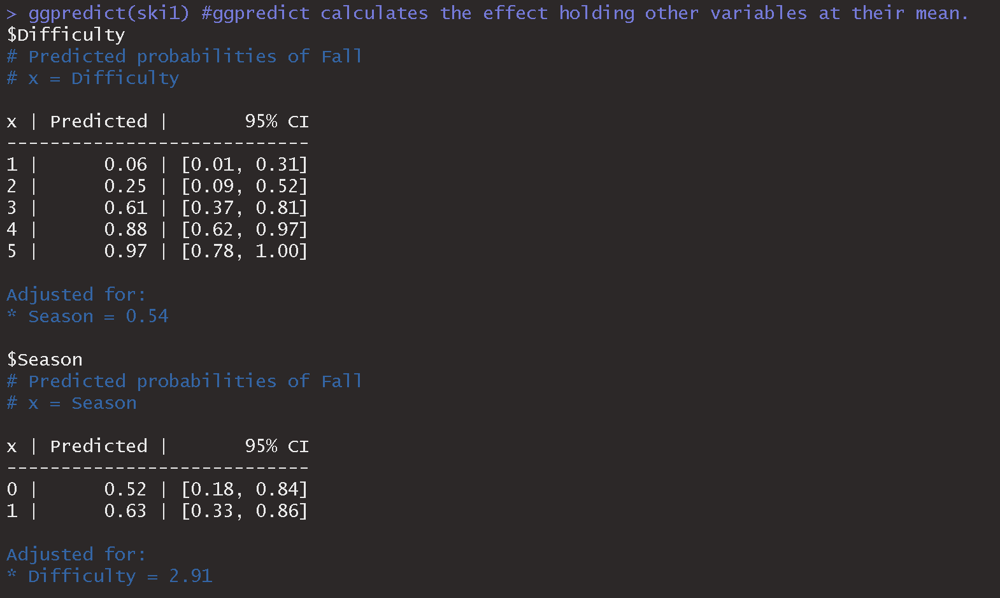 > ggpredict(ski1) #ggpredict calculates the effect holding other variables at their mean.
$Difficulty
# Predicted probabilities of Fall
# x = Difficulty

x | Predicted |       95% CI
----------------------------
1 |      0.06 | [0.01, 0.31]
2 |      0.25 | [0.09, 0.52]
3 |      0.61 | [0.37, 0.81]
4 |      0.88 | [0.62, 0.97]
5 |      0.97 | [0.78, 1.00]

Adjusted for:
* Season = 0.54

$Season
# Predicted probabilities of Fall
# x = Season

x | Predicted |       95% CI
----------------------------
0 |      0.52 | [0.18, 0.84]
1 |      0.63 | [0.33, 0.86]

Adjusted for:
* Difficulty = 2.91